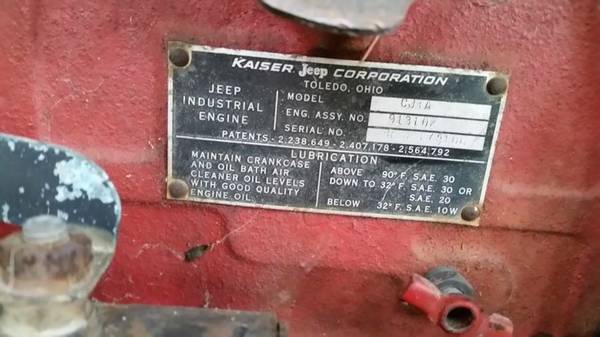 KAISER Jeep CORPORATION
TOLEDO, OHIO
JEEP INDUSTRIAL ENGINE
MODEL
ENG. ASSY. NO.
SERIAL NO.
PATENTS - 2,238,649 - 2,407,178 - 2,564,792
LUBRICATION
MAINTAIN CRANKCASE
AND OIL BATH AIR
CLEANER OIL LEVELS
WITH GOOD QUALITY
ENGINE OIL.
ABOVE 90° F. S.A.E. 30
DOWN TO 32° F. S.A.E. 30 OR
S.A.E. 20
BELOW 32° F. S.A.E. 10W